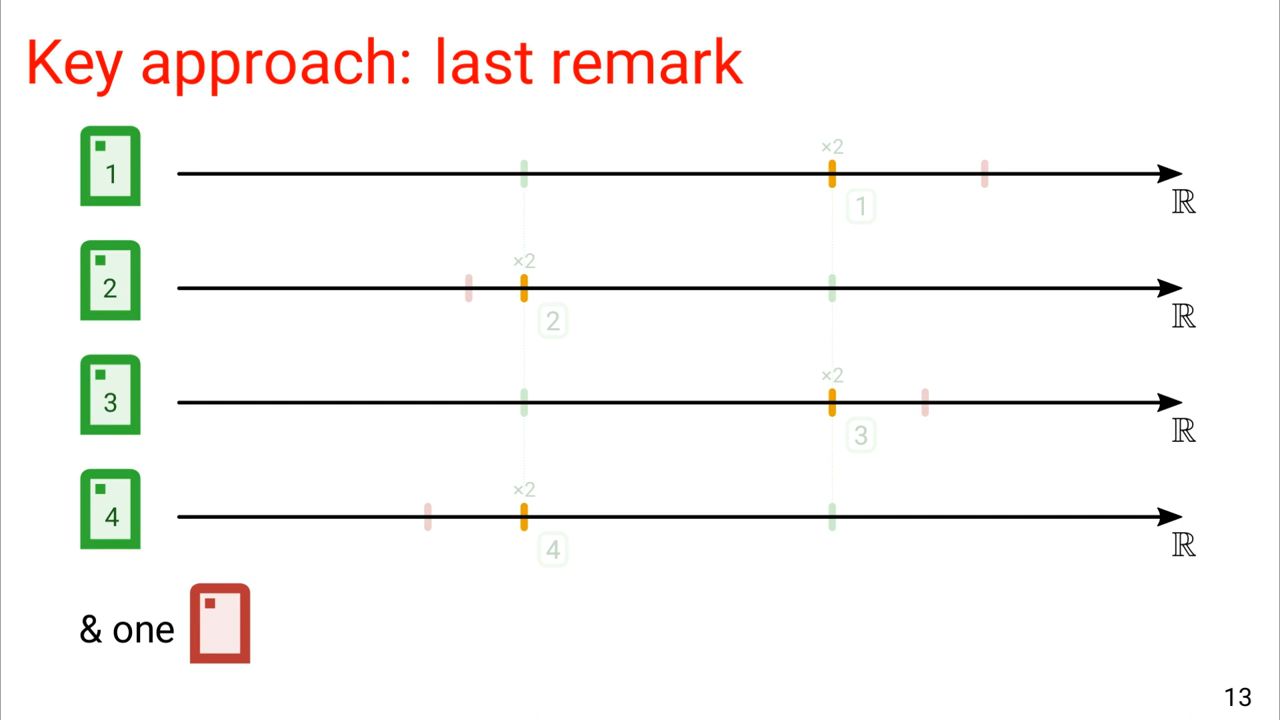 Key approach: last remark
×2
1
1
ℝ
×2
2
2
ℝ
×2
3
3
ℝ
×2
4
4
ℝ
& one
13